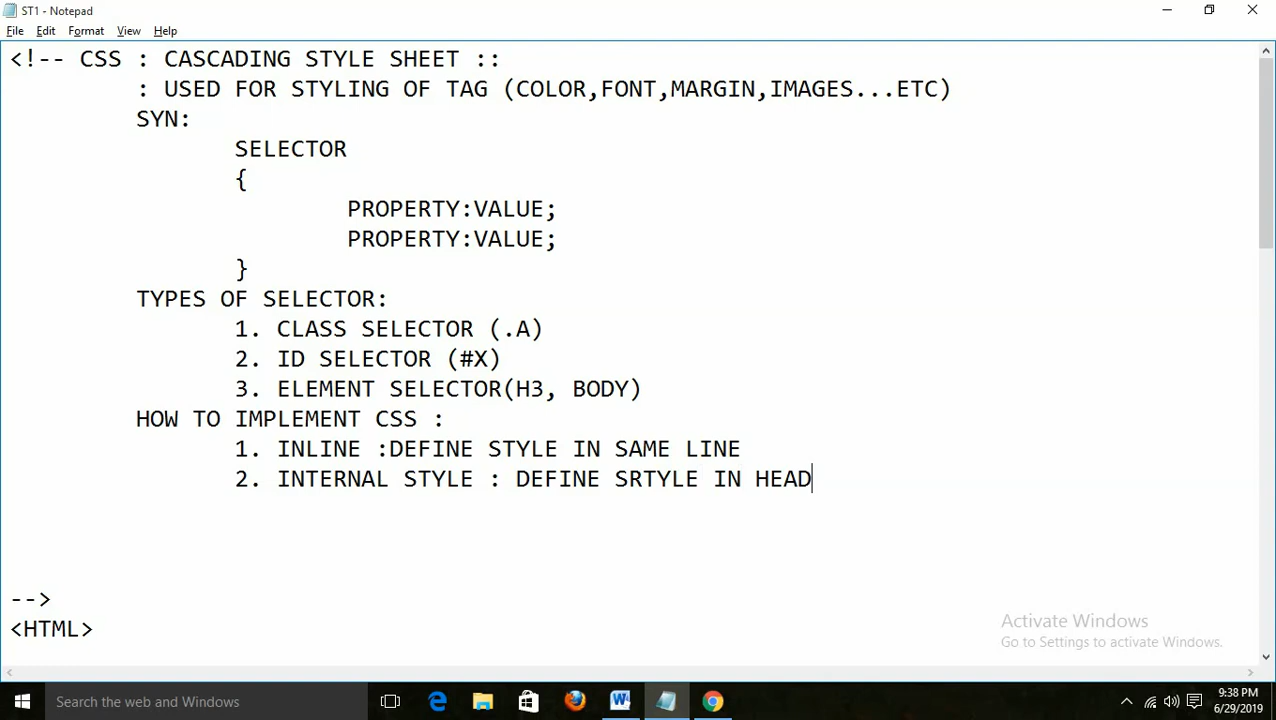 ST1 - Notepad
File Edit Format View Help
<!-- CSS : CASCADING STYLE SHEET ::
: USED FOR STYLING OF TAG (COLOR,FONT,MARGIN,IMAGES...ETC)
SYN:
SELECTOR
{
PROPERTY:VALUE;
PROPERTY:VALUE;
}
TYPES OF SELECTOR:
1. CLASS SELECTOR (.A)
2. ID SELECTOR (#X)
3. ELEMENT SELECTOR(H3, BODY)
HOW TO IMPLEMENT CSS :
1. INLINE :DEFINE STYLE IN SAME LINE
2. INTERNAL STYLE : DEFINE SRTYLE IN HEAD
-->
<HTML>
Activate Windows
Go to Settings to activate Windows.
Search the web and Windows
9:38 PM
6/29/2019